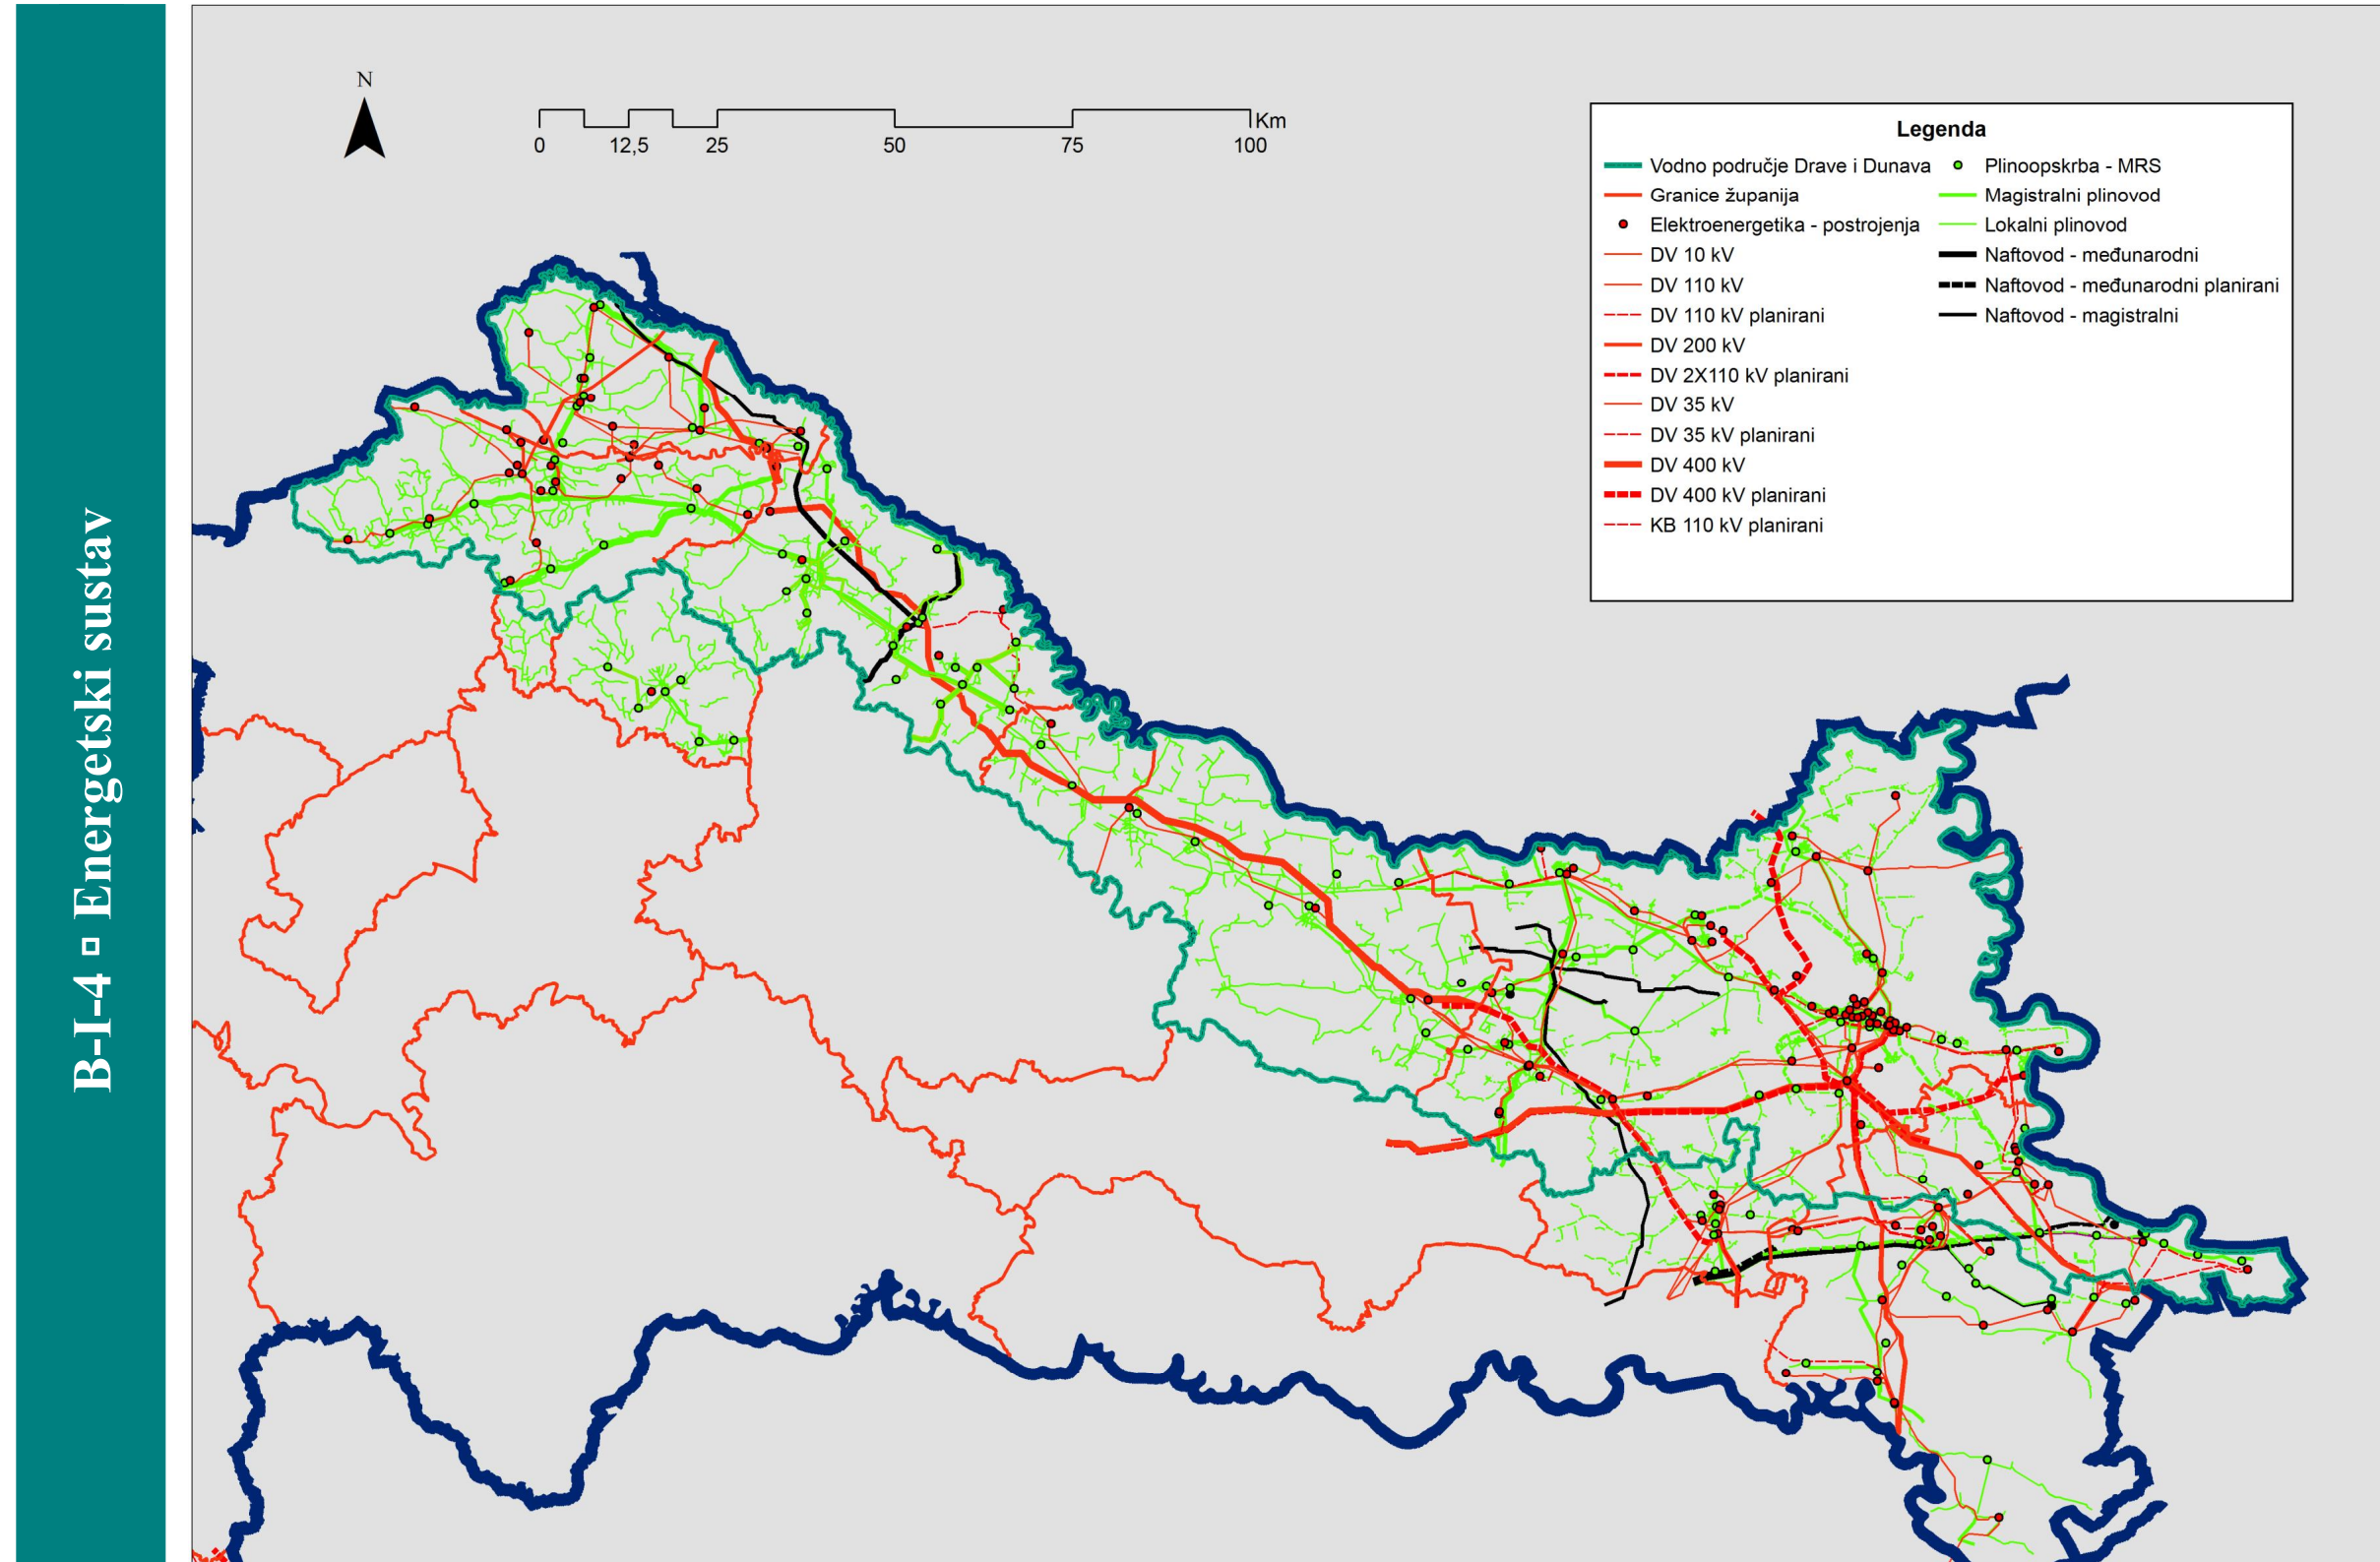 B-I-4 ▫ Energetski sustav
N
Km
0 12,5 25 50 75 100
Legenda
Vodno područje Drave i Dunava
Granice županija
Elektroenergetika - postrojenja
DV 10 kV
DV 110 kV
DV 110 kV planirani
DV 200 kV
DV 2X110 kV planirani
DV 35 kV
DV 35 kV planirani
DV 400 kV
DV 400 kV planirani
KB 110 kV planirani
Plinoopskrba - MRS
Magistralni plinovod
Lokalni plinovod
Naftovod - međunarodni
Naftovod - međunarodni planirani
Naftovod - magistralni